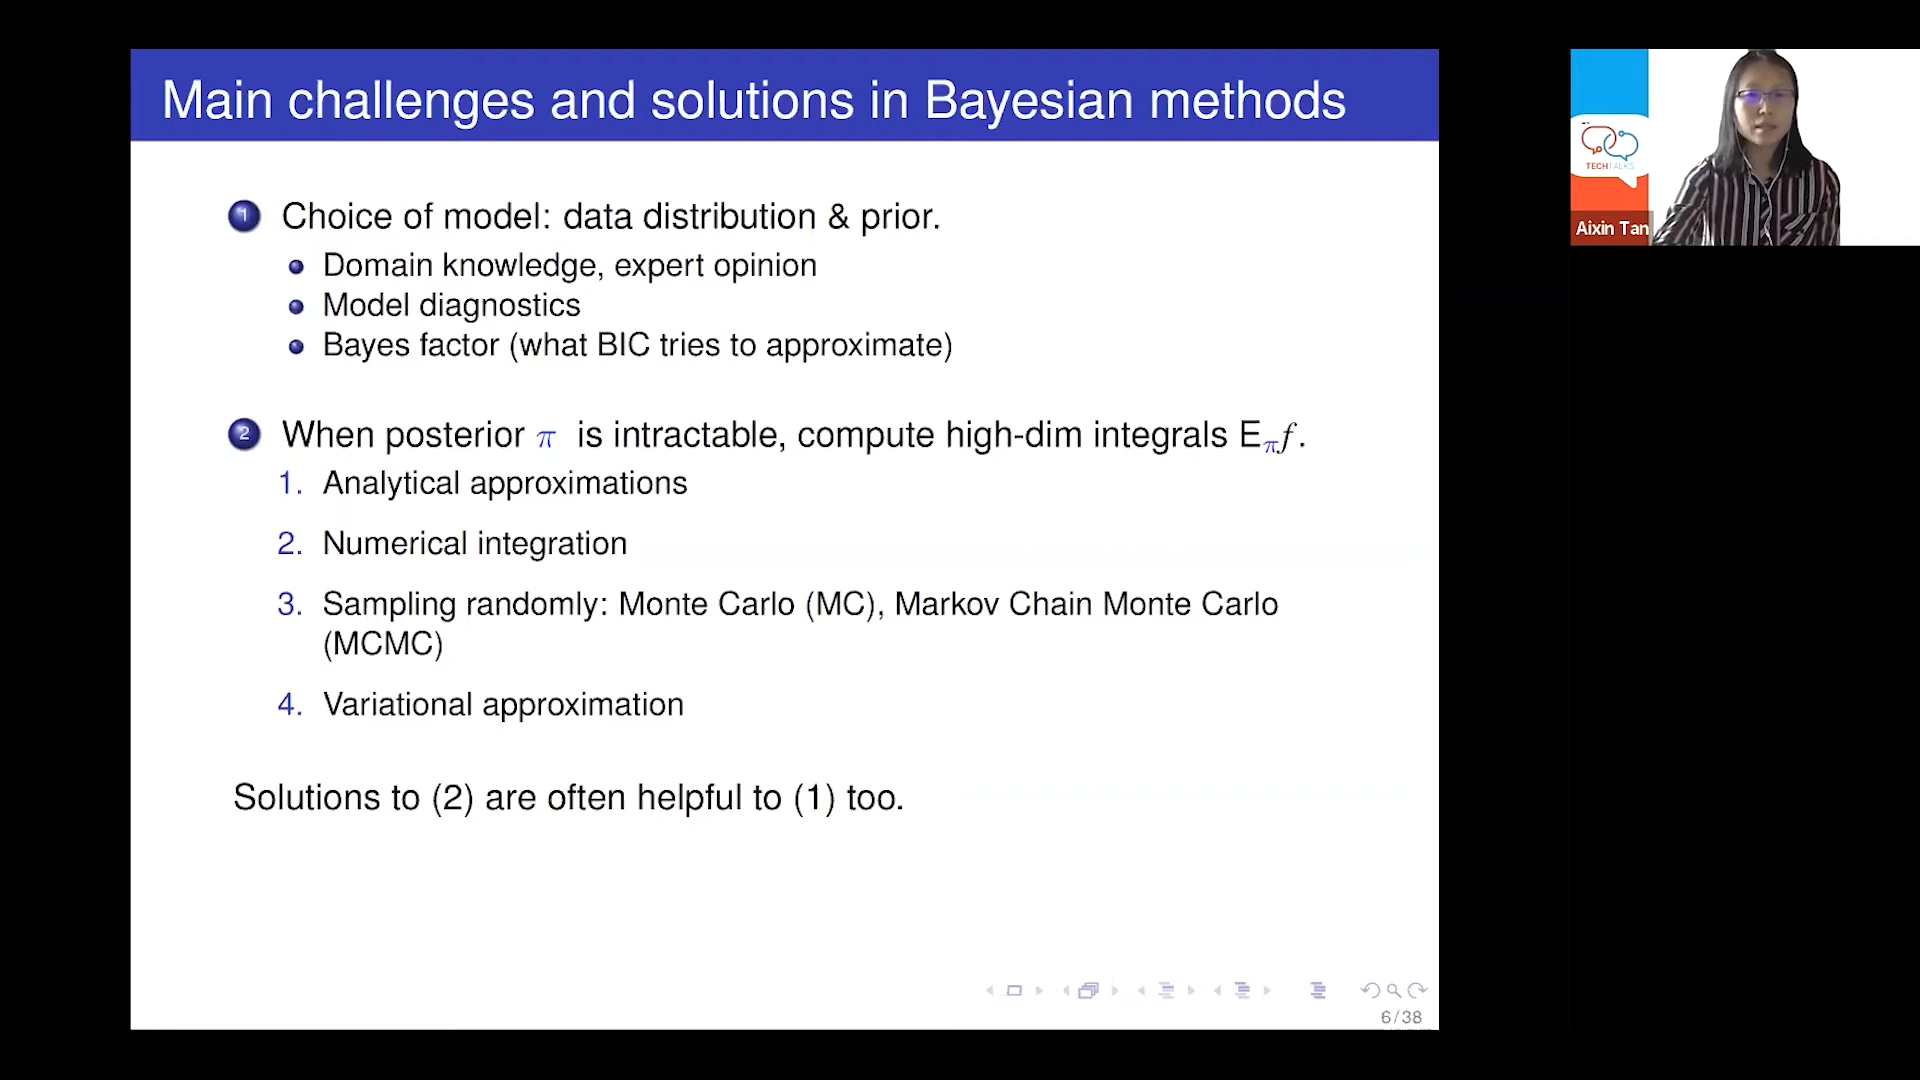 Main challenges and solutions in Bayesian methods
1 Choice of model: data distribution & prior.
Domain knowledge, expert opinion
Model diagnostics
Bayes factor (what BIC tries to approximate)
2 When posterior π is intractable, compute high-dim integrals E_π f.
1. Analytical approximations
2. Numerical integration
3. Sampling randomly: Monte Carlo (MC), Markov Chain Monte Carlo
(MCMC)
4. Variational approximation
Solutions to (2) are often helpful to (1) too.
6/38
TECHTALKS
Aixin Tan